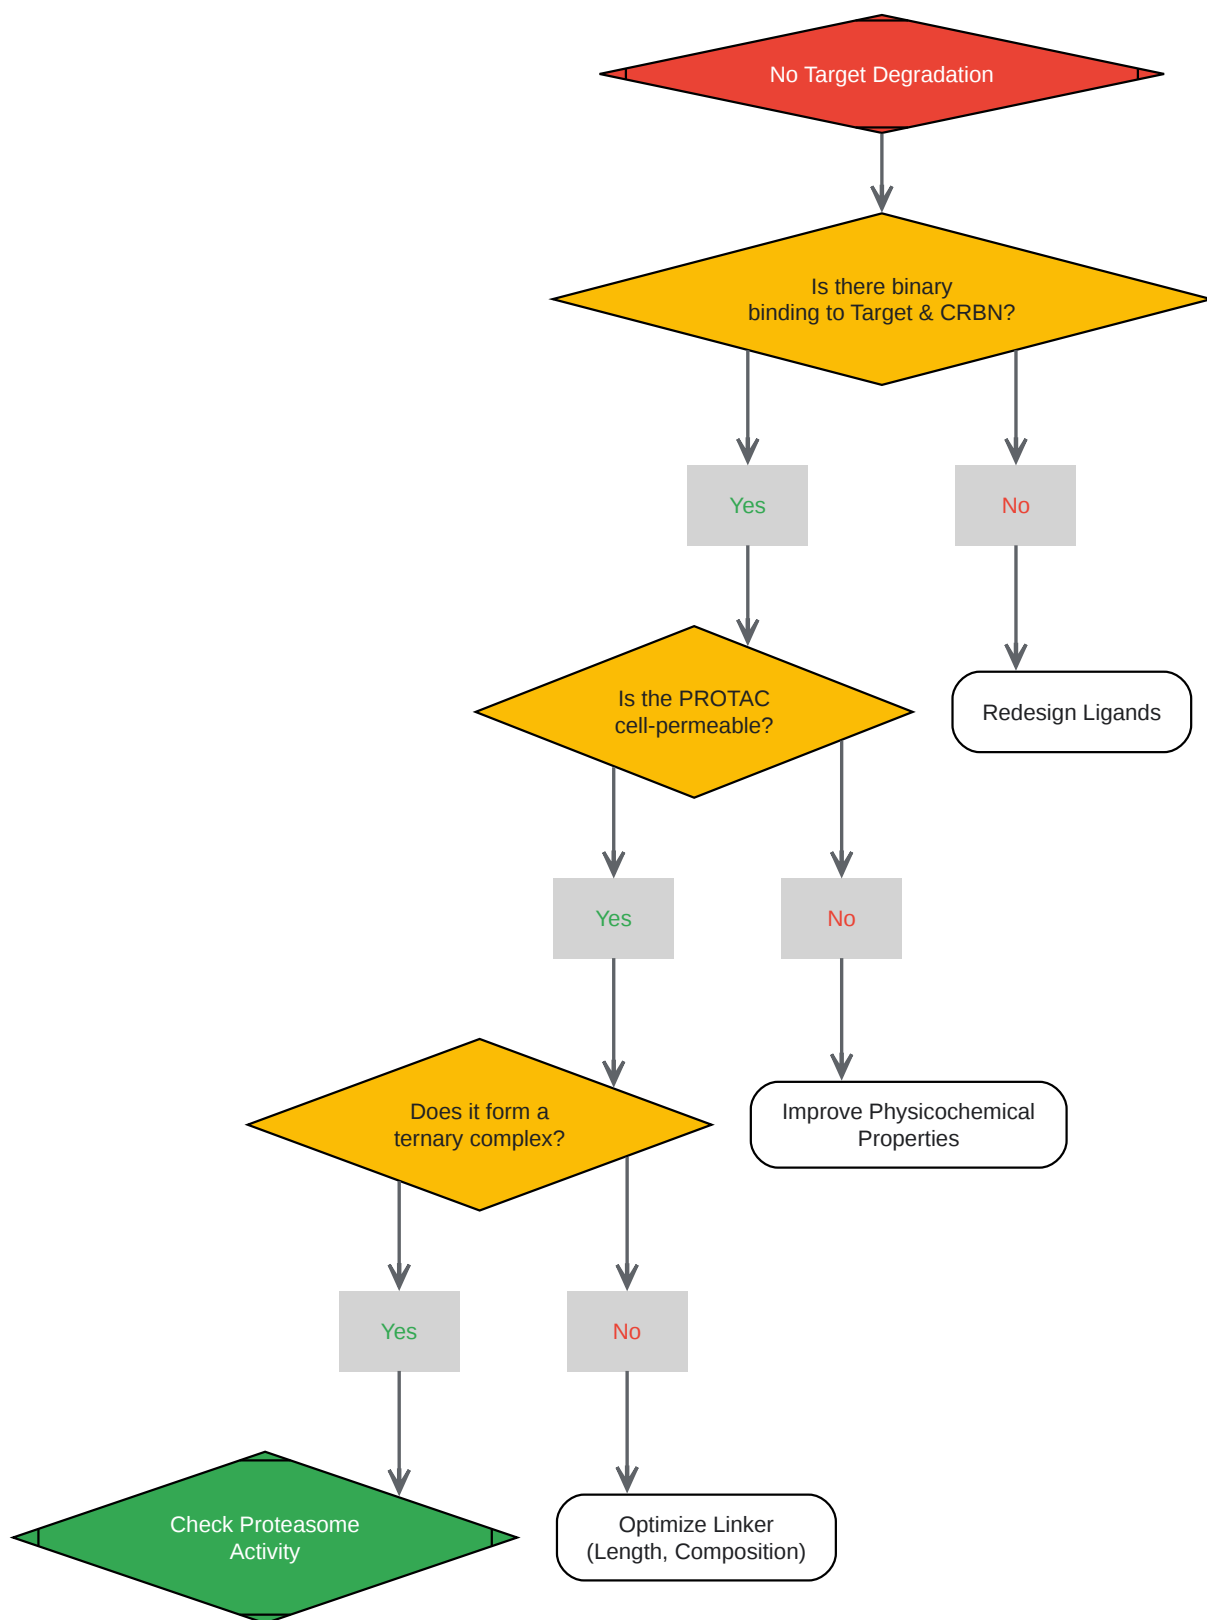 No Target Degradation
Is there binary
binding to Target & CRBN?
Yes
No
Is the PROTAC
cell-permeable?
Redesign Ligands
Yes
No
Does it form a
ternary complex?
Improve Physicochemical
Properties
Yes
No
Check Proteasome
Activity
Optimize Linker
(Length, Composition)